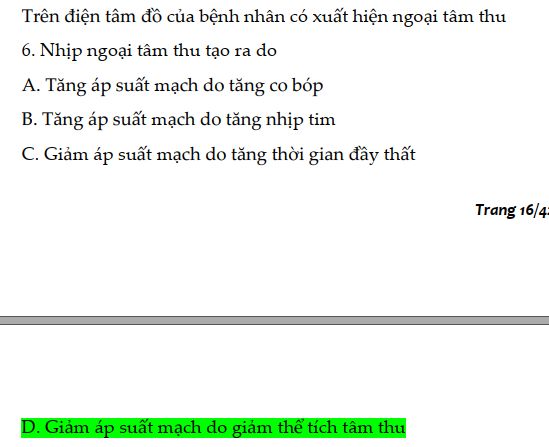 Trên điện tâm đồ của bệnh nhân có xuất hiện ngoại tâm thu
6. Nhịp ngoại tâm thu tạo ra do
A. Tăng áp suất mạch do tăng co bóp
B. Tăng áp suất mạch do tăng nhịp tim
C. Giảm áp suất mạch do tăng thời gian đầy thất
Trang 16/4
D. Giảm áp suất mạch do giảm thể tích tâm thu